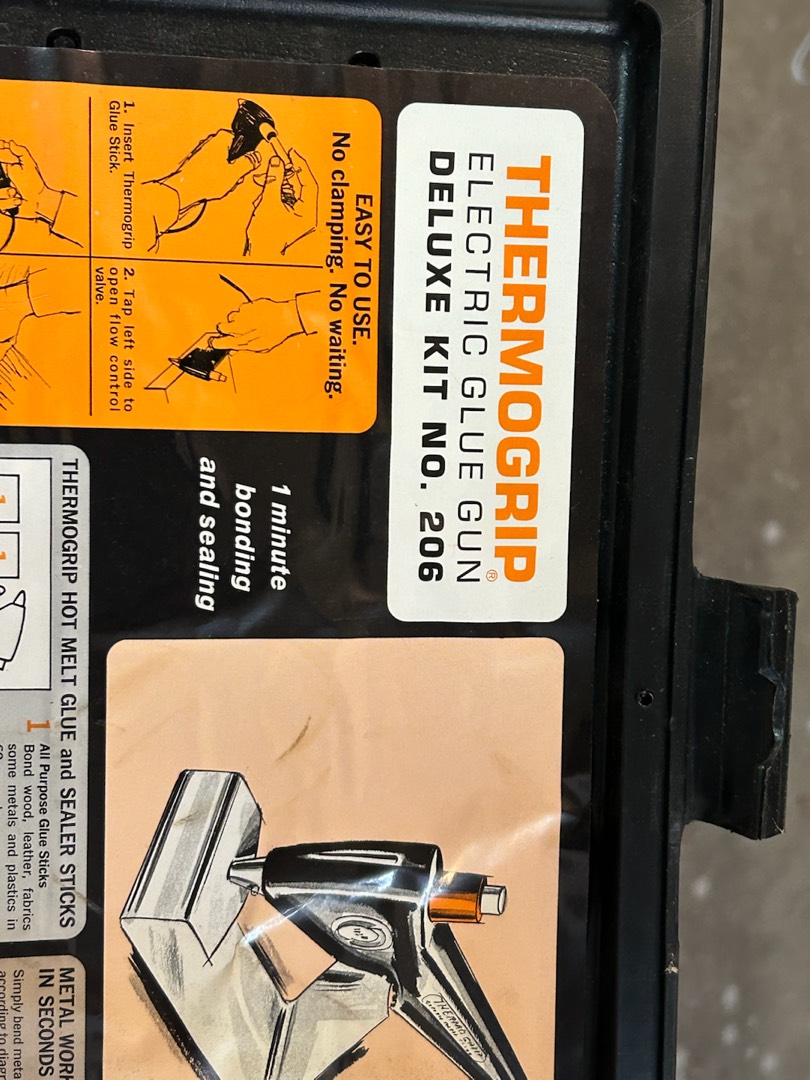 THERMOGRIP®
ELECTRIC GLUE GUN
DELUXE KIT NO. 206
EASY TO USE.
No clamping. No waiting.
1. Insert Thermogrip
Glue Stick.
2. Tap left side to
open flow control
valve.
1 minute
bonding
and sealing
THERMOGRIP HOT MELT GLUE and SEALER STICKS
1
1
1
All Purpose Glue Sticks
Bond wood, leather, fabrics
some metals and plastics in
METAL WORK
IN SECONDS
Simply bend meta
according to diagr
THERMOGRIP